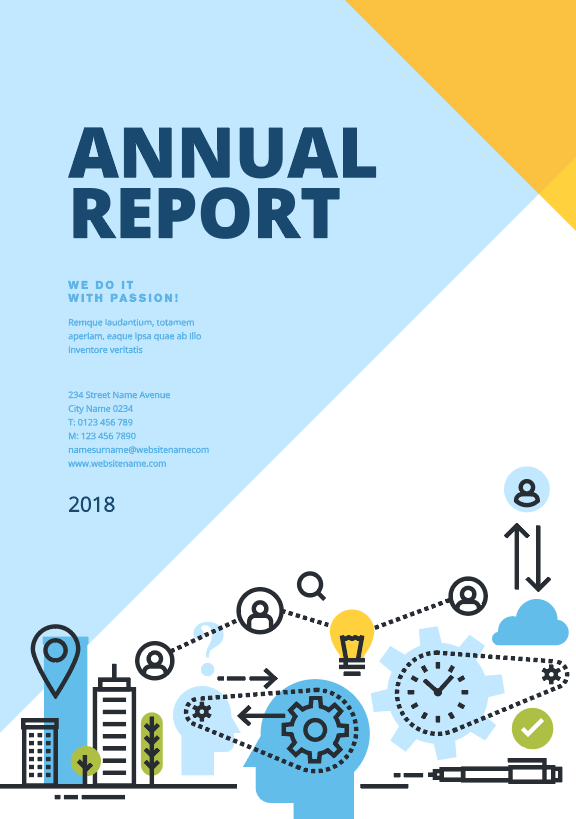 ANNUAL
REPORT
WE DO IT
WITH PASSION!
Remque laudantium, totamem
aperiam, eaque ipsa quae ab illo
inventore veritatis
234 Street Name Avenue
City Name 0234
T: 0123 456 789
M: 123 456 7890
namesurname@websitenamecom
www.websitename.com
2018
?